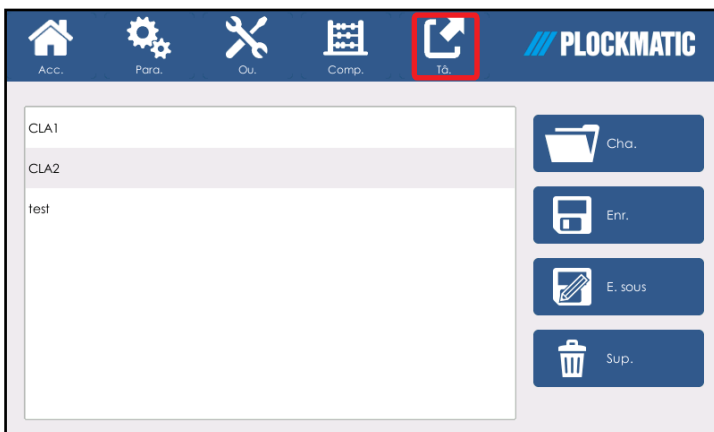 Acc. Para. Ou. Comp. Tâ. PLOCKMATIC
CLA1
CLA2
test
Cha.
Enr.
E. sous
Sup.